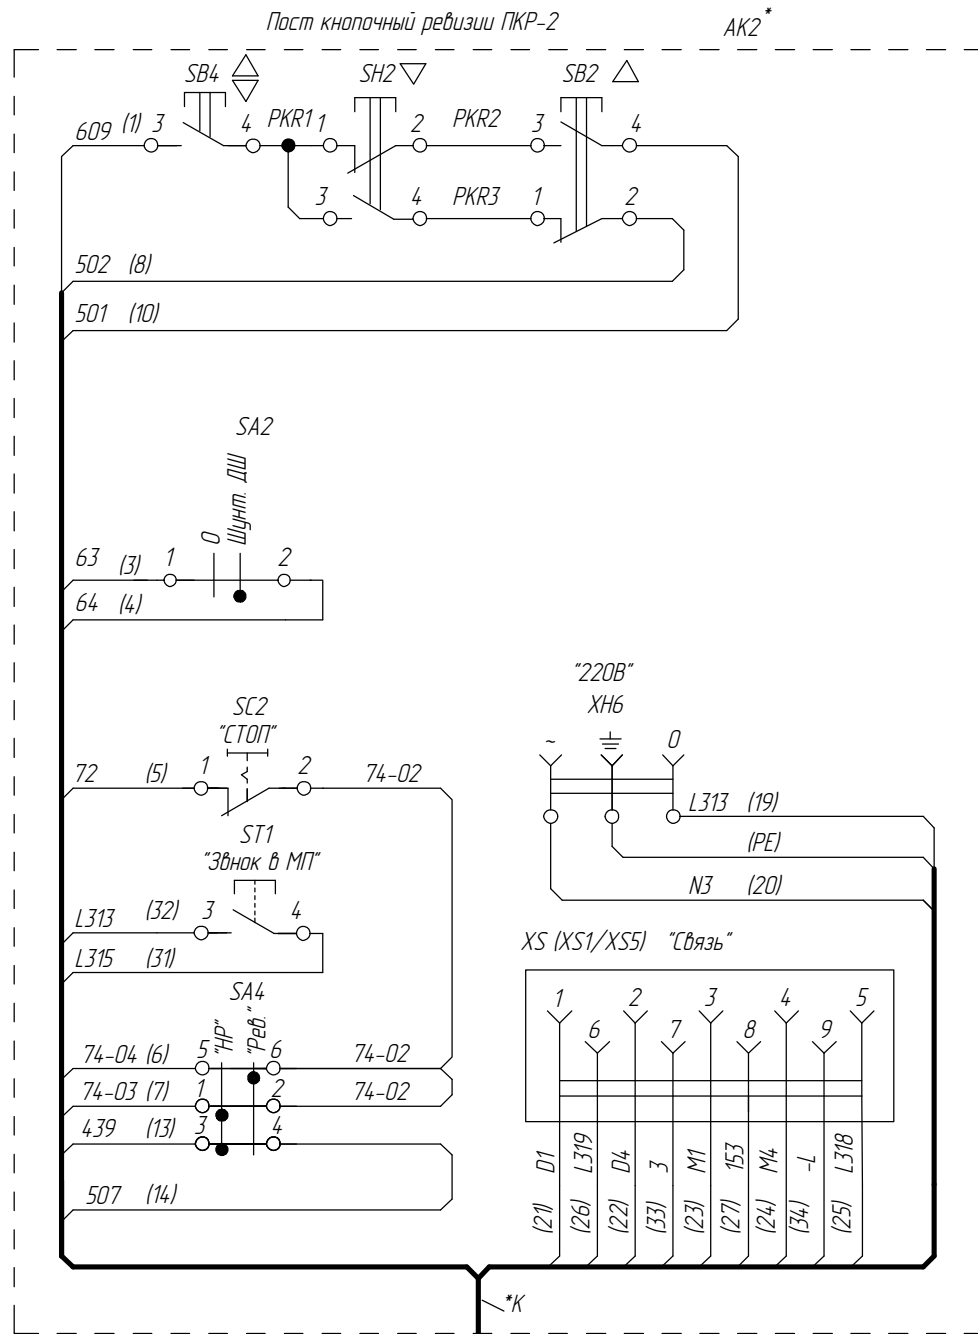 Пост кнопочный ревизии ПКР-2 АК2*
SB4 SH2 SB2
609 (1) 3 4 PKR1 1 2 PKR2 3 4
3 4 PKR3 1 2
502 (8)
501 (10)
SA2
0 Шунт. ДШ
63 (3) 1 2
64 (4)
"220В"
XH6
~ 0
SC2
"СТОП"
72 (5) 1 2 74-02
L313 (19)
(PE)
N3 (20)
ST1
"Звнок в МП"
L313 (32) 3 4
L315 (31)
XS (XS1/XS5) "Связь"
1 2 3 4 5
6 7 8 9
SA4
"НР" "Рев."
74-04 (6) 5 6 74-02
74-03 (7) 1 2 74-02
439 (13) 3 4
507 (14)
D1 L319 D4 3 M1 153 M4 -L L318
(21) (26) (22) (33) (23) (27) (24) (34) (25)
*К